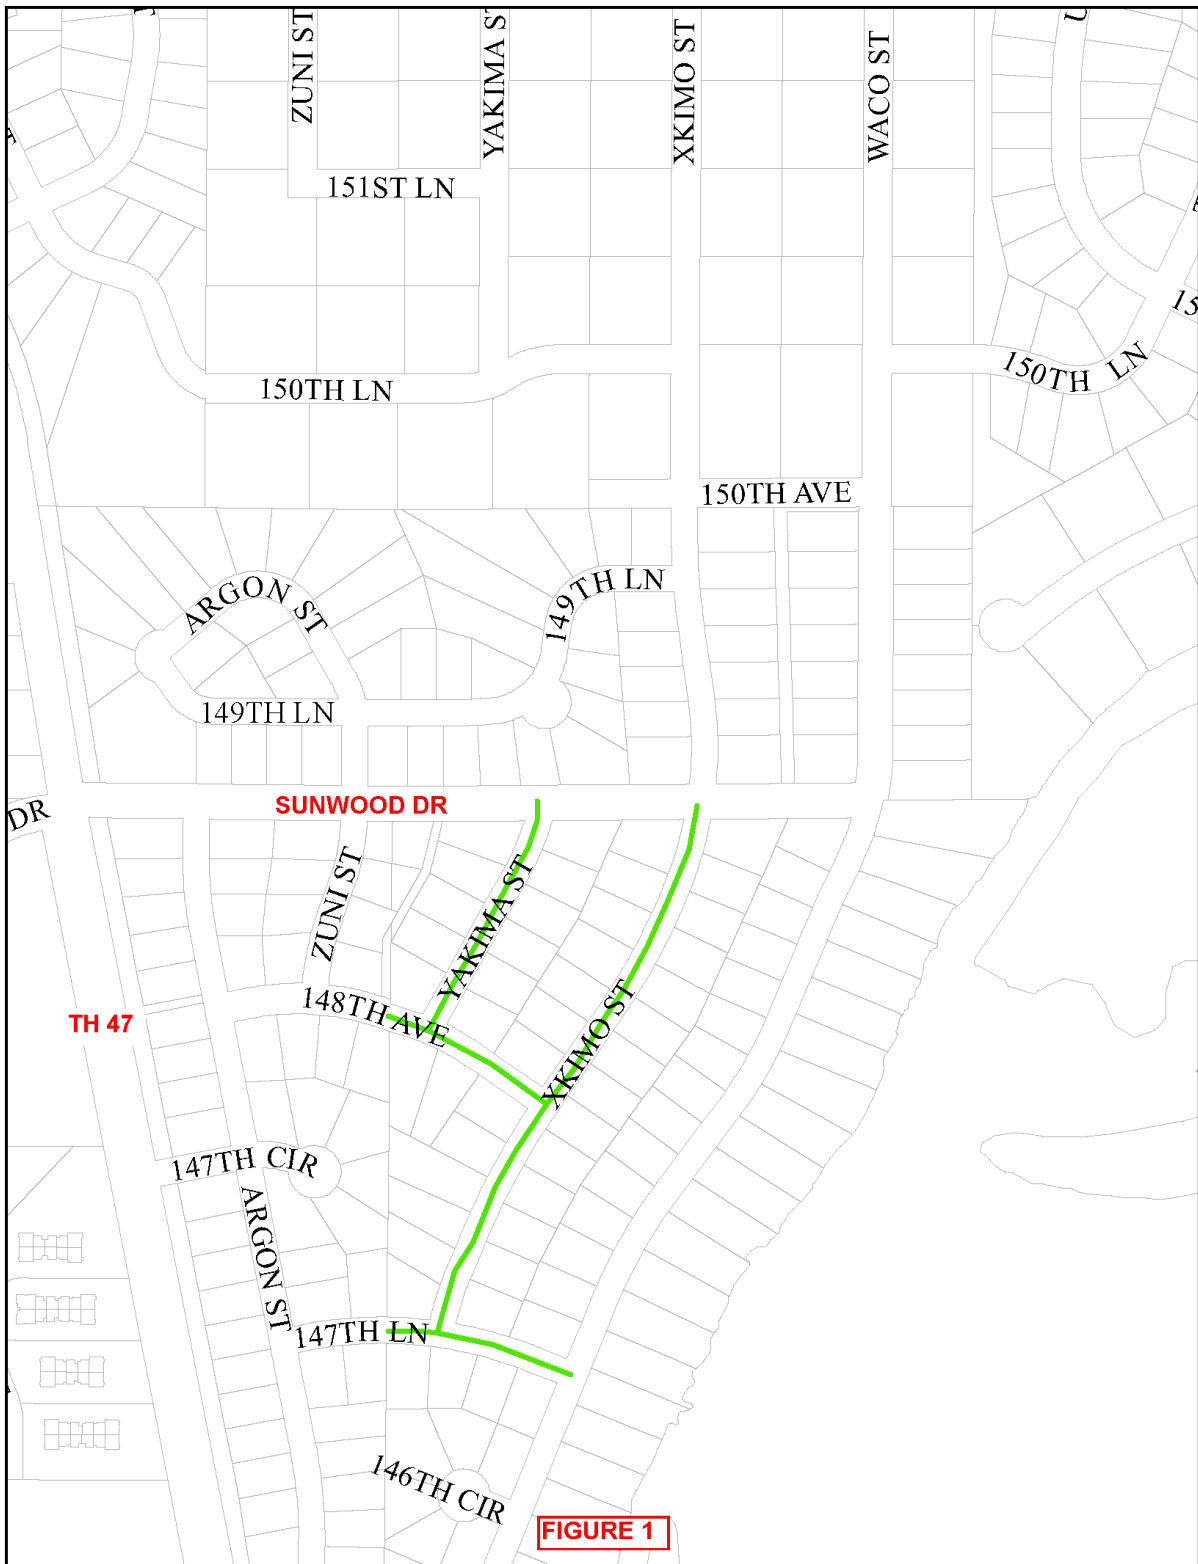 ZUNI ST
YAKIMA ST
XKIMO ST
WACO ST
151ST LN
150TH LN
150TH LN
150TH AVE
ARGON ST
149TH LN
149TH LN
SUNWOOD DR
DR
ZUNI ST
YAKIMA ST
148TH AVE
XKIMO ST
TH 47
147TH CIR
ARGON ST
147TH LN
146TH CIR
FIGURE 1